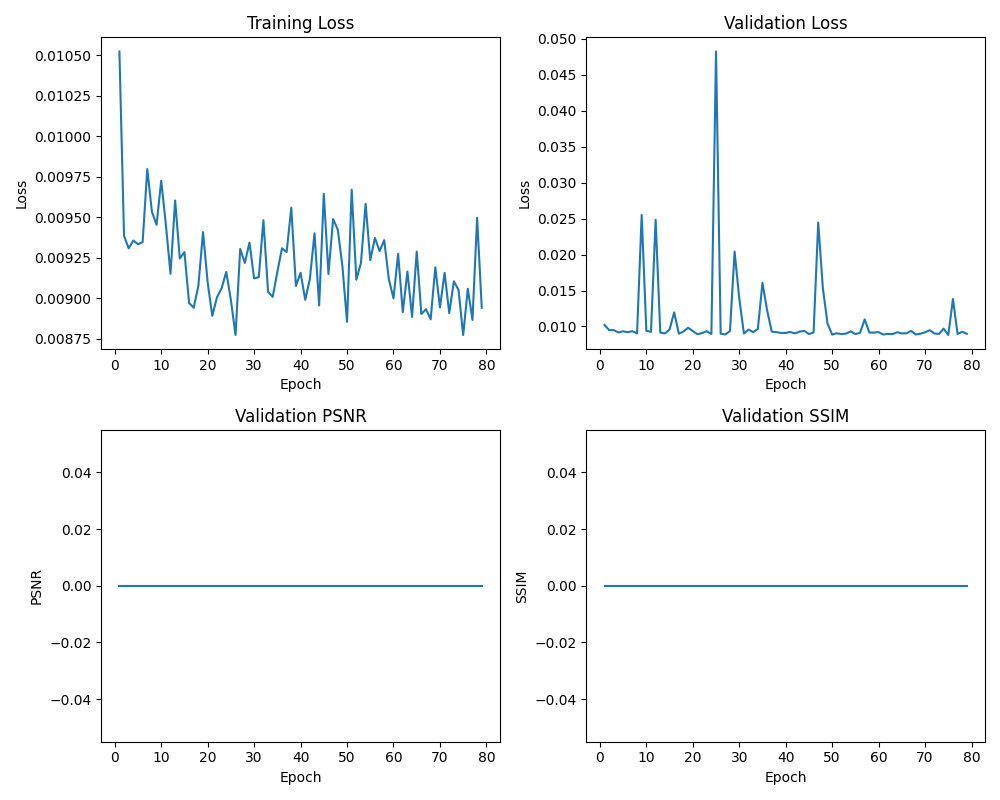 Training Loss
0.01050
0.01025
0.01000
0.00975
0.00950
0.00925
0.00900
0.00875
Loss
0 10 20 30 40 50 60 70 80
Epoch
Validation Loss
0.050
0.045
0.040
0.035
0.030
0.025
0.020
0.015
0.010
Loss
0 10 20 30 40 50 60 70 80
Epoch
Validation PSNR
0.04
0.02
0.00
−0.02
−0.04
PSNR
0 10 20 30 40 50 60 70 80
Epoch
Validation SSIM
0.04
0.02
0.00
−0.02
−0.04
SSIM
0 10 20 30 40 50 60 70 80
Epoch